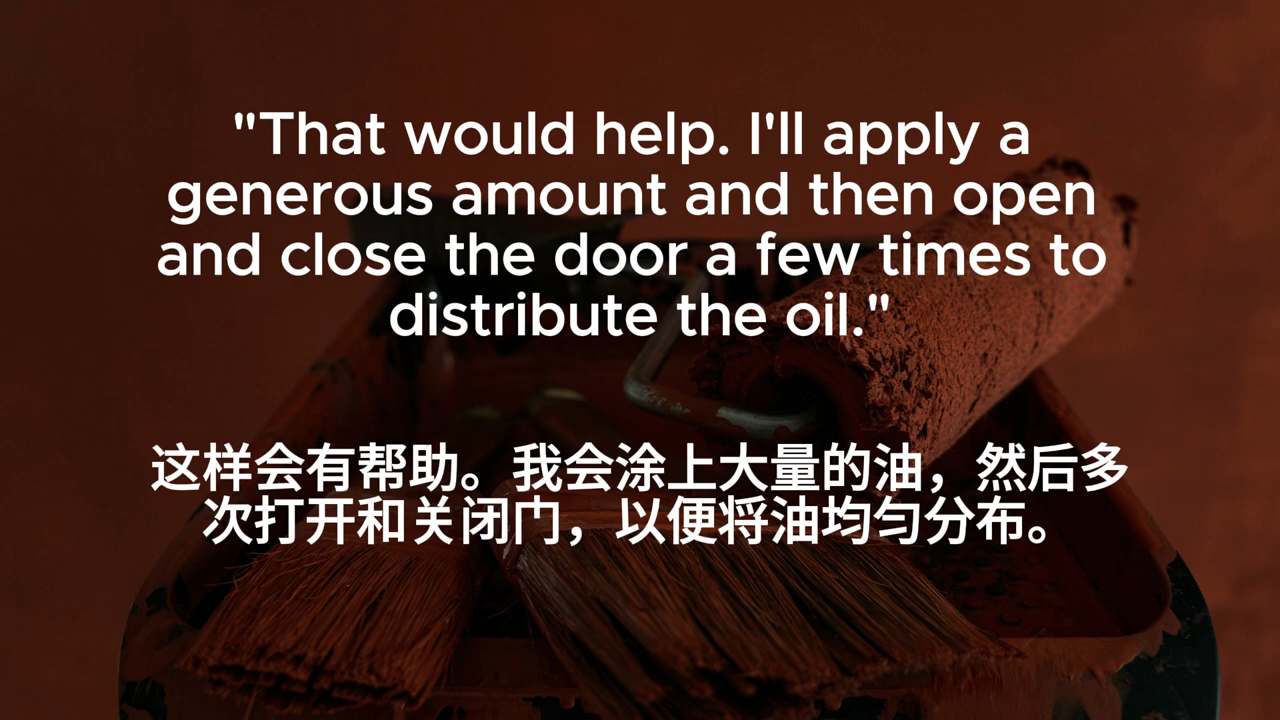 "That would help. I'll apply a
generous amount and then open
and close the door a few times to
distribute the oil."
这样会有帮助。我会涂上大量的油，然后多
次打开和关闭门，以便将油均匀分布。